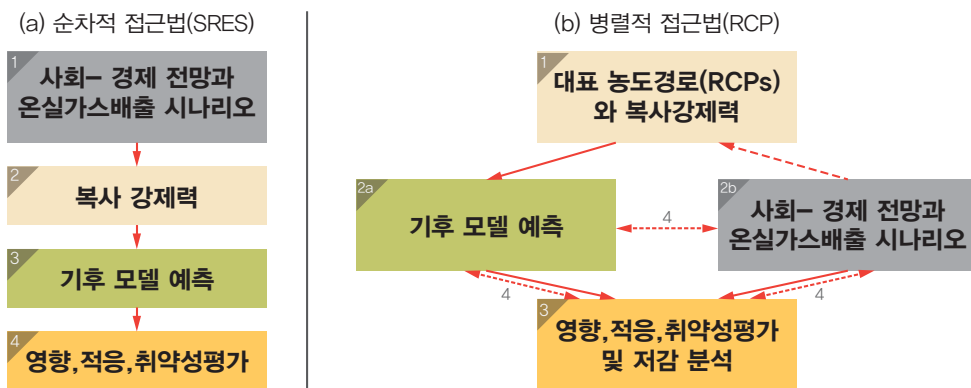 (a) 순차적 접근법(SRES)
1
사회- 경제 전망과
온실가스배출 시나리오
2
복사 강제력
3
기후 모델 예측
4
영향,적응,취약성평가
(b) 병렬적 접근법(RCP)
1
대표 농도경로(RCPs)
와 복사강제력
2a
기후 모델 예측
4
2b
사회- 경제 전망과
온실가스배출 시나리오
4
4
3
영향,적응,취약성평가
및 저감 분석